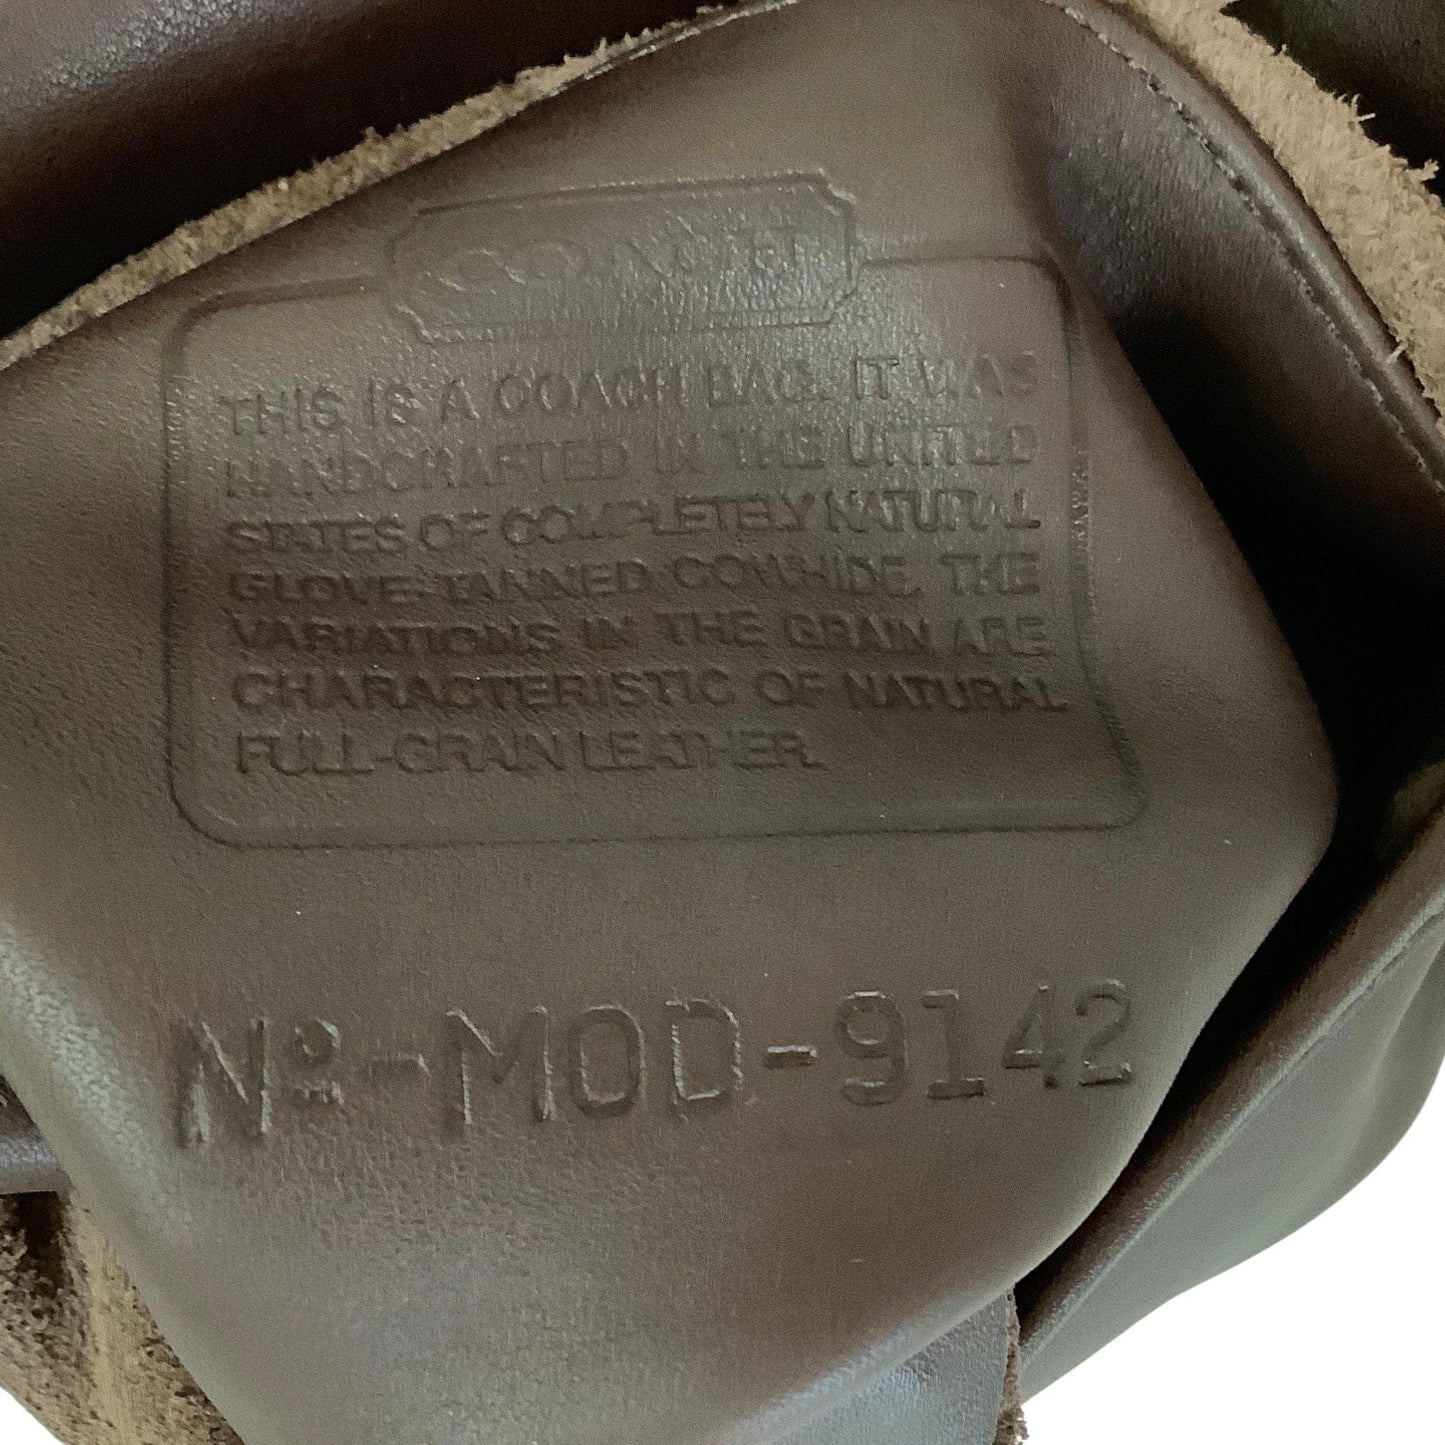 COACH
THIS IS A COACH BAG. IT WAS
HANDCRAFTED IN THE UNITED
STATES OF COMPLETELY NATURAL
GLOVE-TANNED COWHIDE. THE
VARIATIONS IN THE GRAIN ARE
CHARACTERISTIC OF NATURAL
FULL-GRAIN LEATHER.
Nº-MOD-9142